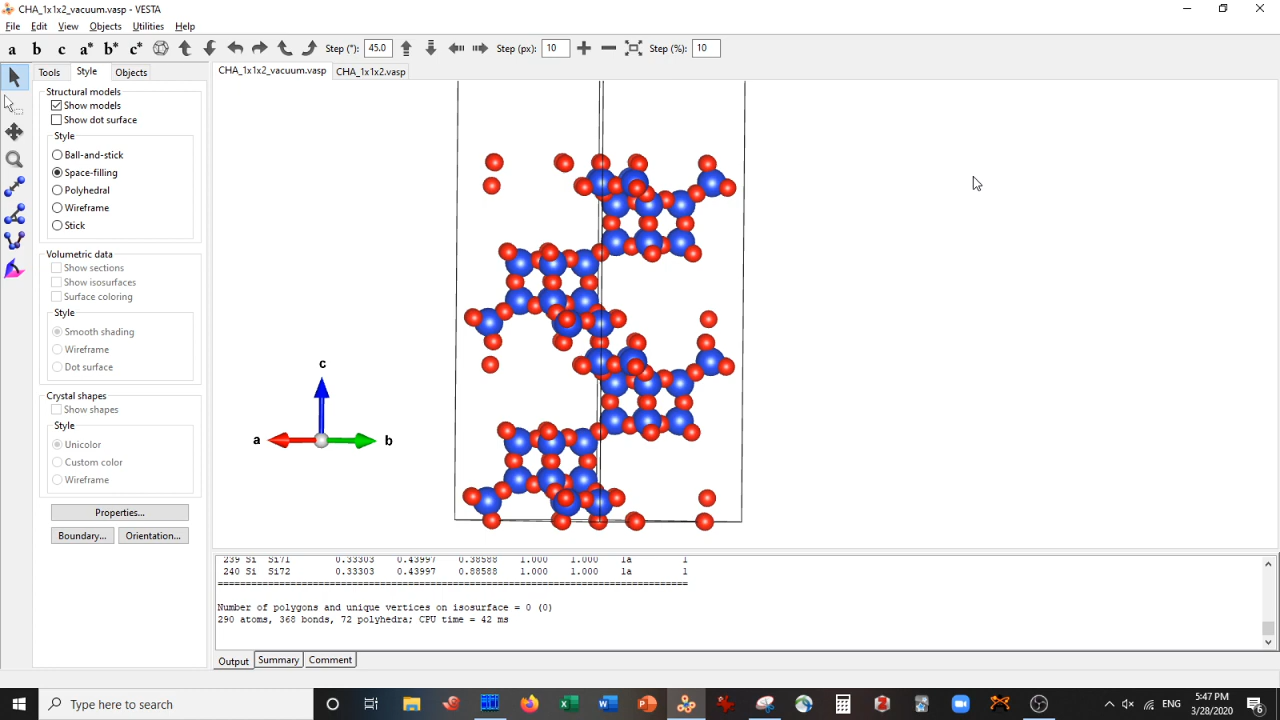 CHA_1x1x2_vacuum.vasp - VESTA
File Edit View Objects Utilities Help
a b c a* b* c* Step (°): 45.0 Step (px): 10 Step (%): 10
Tools Style Objects
CHA_1x1x2_vacuum.vasp CHA_1x1x2.vasp
Structural models
Show models
Show dot surface
Style
Ball-and-stick
Space-filling
Polyhedral
Wireframe
Stick
Volumetric data
Show sections
Show isosurfaces
Surface coloring
Style
Smooth shading
Wireframe
Dot surface
Crystal shapes
Show shapes
Style
Unicolor
Custom color
Wireframe
Properties...
Boundary... Orientation...
c
a b
239 Si Si71 0.33303 0.43997 0.38588 1.000 1.000 1a 1
240 Si Si72 0.33303 0.43997 0.88588 1.000 1.000 1a 1
Number of polygons and unique vertices on isosurface = 0 (0)
290 atoms, 368 bonds, 72 polyhedra; CPU time = 42 ms
Output Summary Comment
Type here to search
ENG
5:47 PM
3/28/2020
6